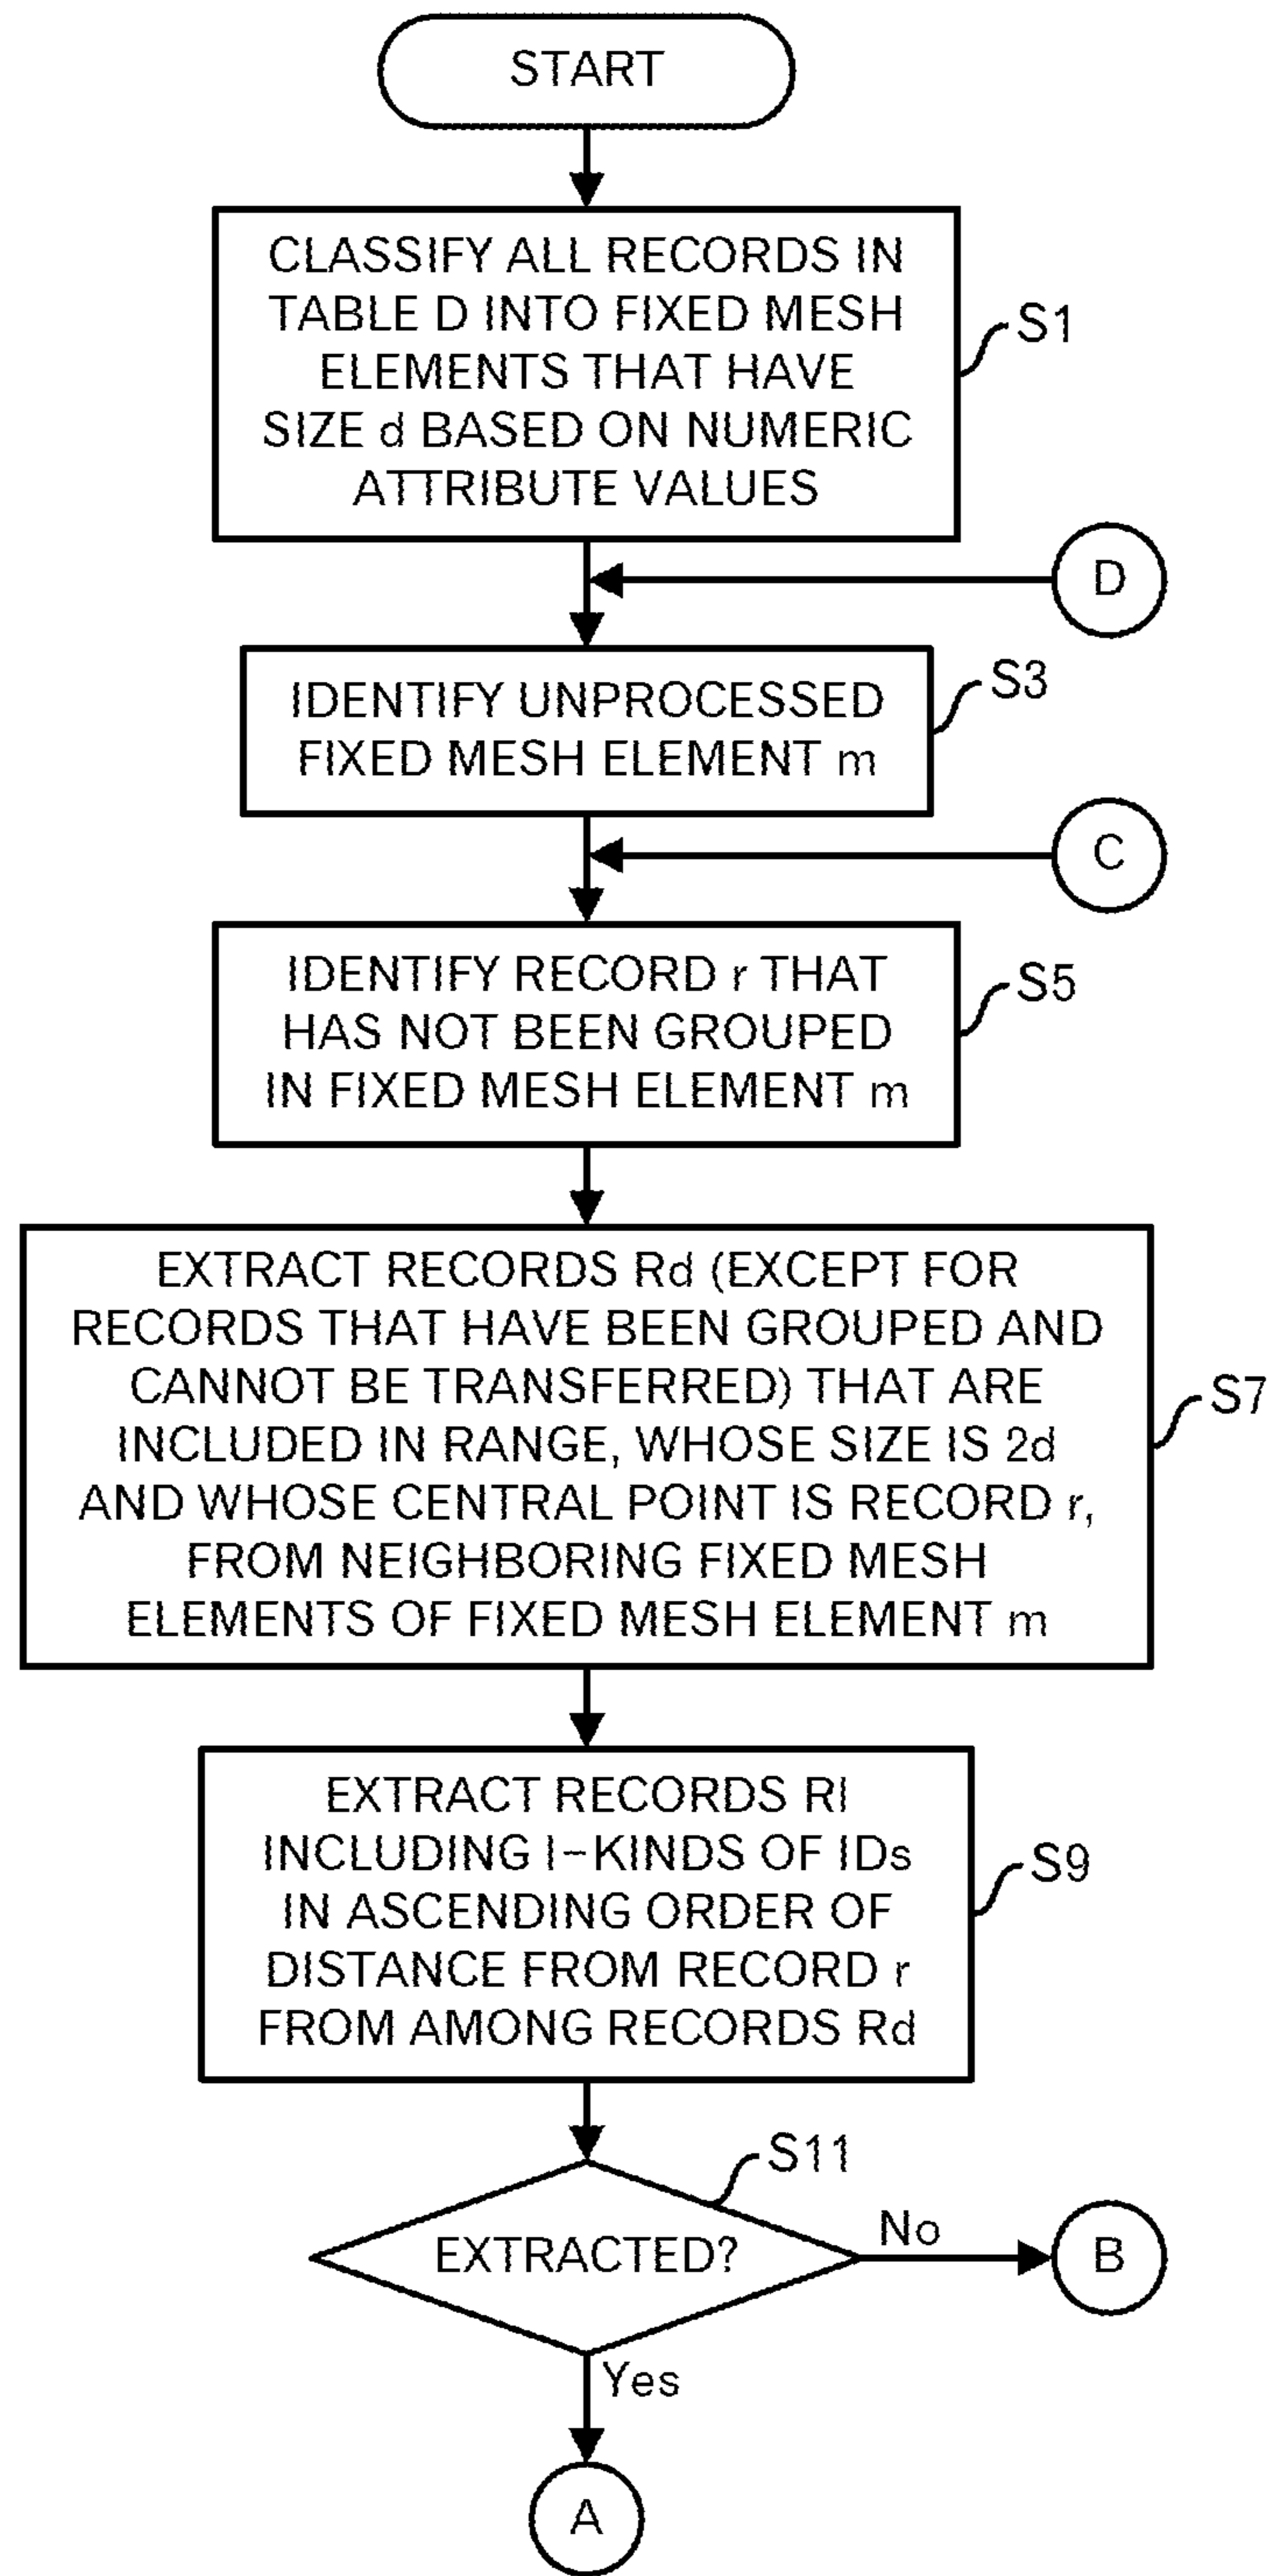 START
CLASSIFY ALL RECORDS IN
TABLE D INTO FIXED MESH
ELEMENTS THAT HAVE
SIZE d BASED ON NUMERIC
ATTRIBUTE VALUES
S1
D
IDENTIFY UNPROCESSED
FIXED MESH ELEMENT m
S3
C
IDENTIFY RECORD r THAT
HAS NOT BEEN GROUPED
IN FIXED MESH ELEMENT m
S5
EXTRACT RECORDS Rd (EXCEPT FOR
RECORDS THAT HAVE BEEN GROUPED AND
CANNOT BE TRANSFERRED) THAT ARE
INCLUDED IN RANGE, WHOSE SIZE IS 2d
AND WHOSE CENTRAL POINT IS RECORD r,
FROM NEIGHBORING FIXED MESH
ELEMENTS OF FIXED MESH ELEMENT m
S7
EXTRACT RECORDS Rl
INCLUDING l-KINDS OF IDs
IN ASCENDING ORDER OF
DISTANCE FROM RECORD r
FROM AMONG RECORDS Rd
S9
S11
EXTRACTED?
No
B
Yes
A